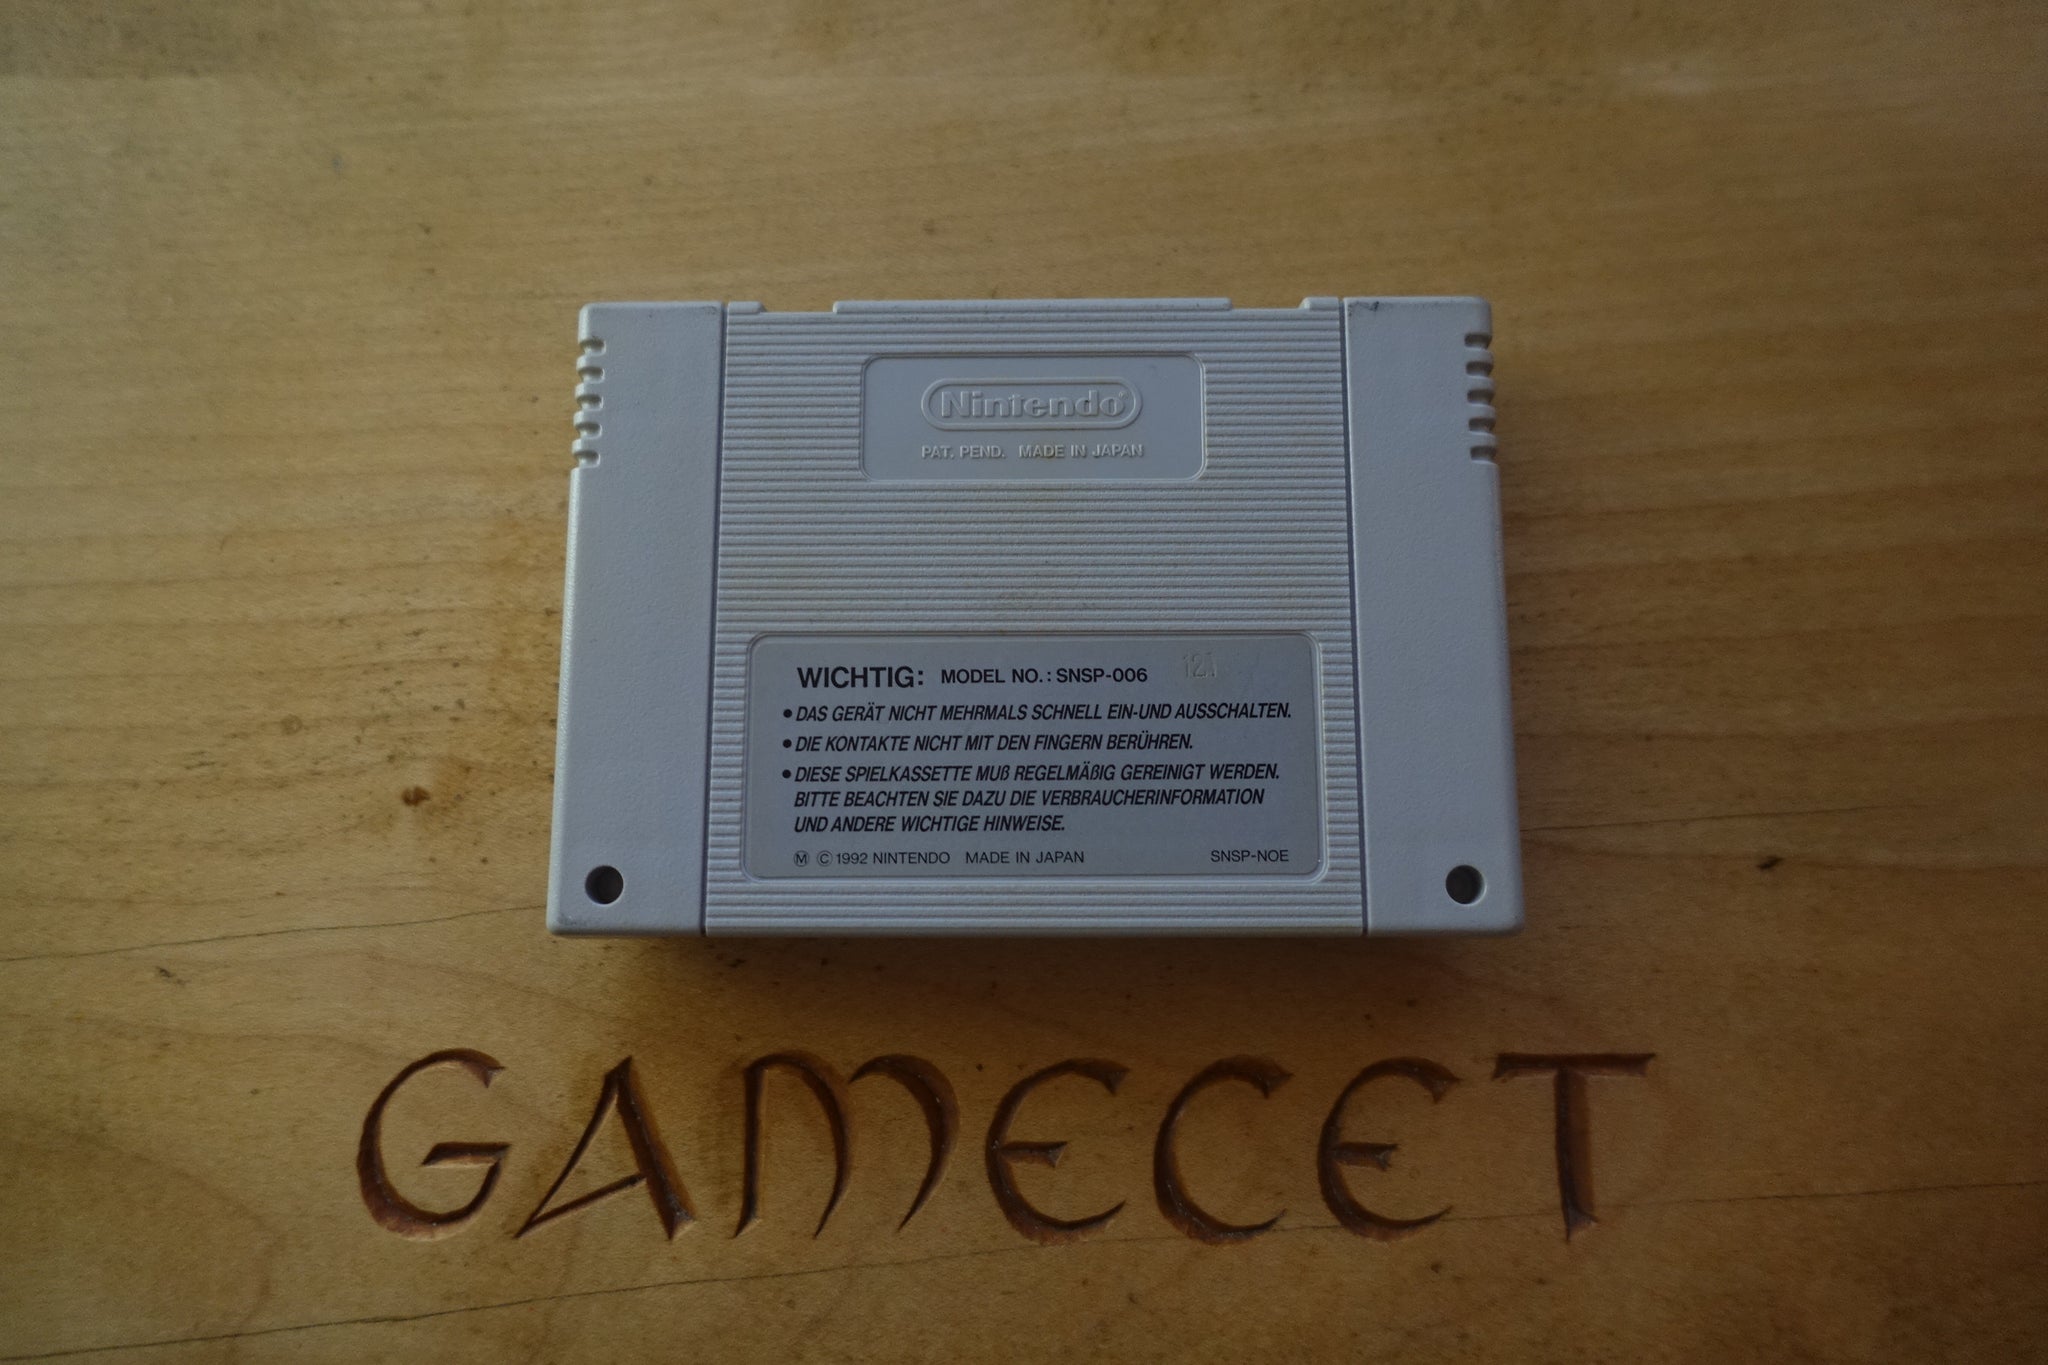 Nintendo®
PAT. PEND. MADE IN JAPAN
WICHTIG: MODEL NO.: SNSP-006
• DAS GERÄT NICHT MEHRMALS SCHNELL EIN-UND AUSSCHALTEN.
• DIE KONTAKTE NICHT MIT DEN FINGERN BERÜHREN.
• DIESE SPIELKASSETTE MUß REGELMÄßIG GEREINIGT WERDEN.
BITTE BEACHTEN SIE DAZU DIE VERBRAUCHERINFORMATION
UND ANDERE WICHTIGE HINWEISE.
Ⓜ © 1992 NINTENDO MADE IN JAPAN SNSP-NOE
GAMECET